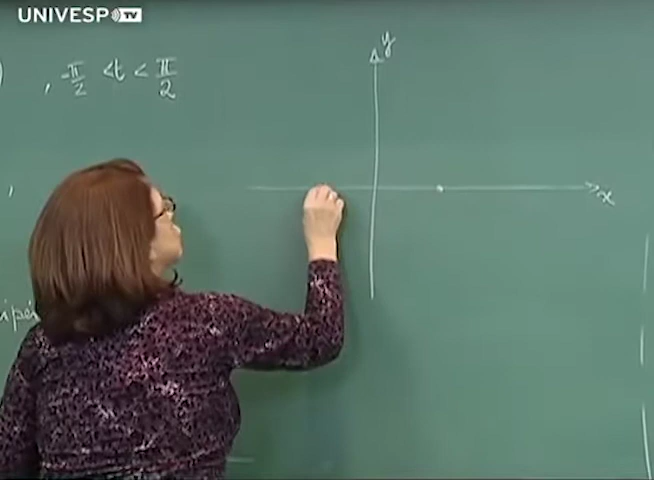 UNIVESP TV
y
) , -π/2 < t < π/2
x